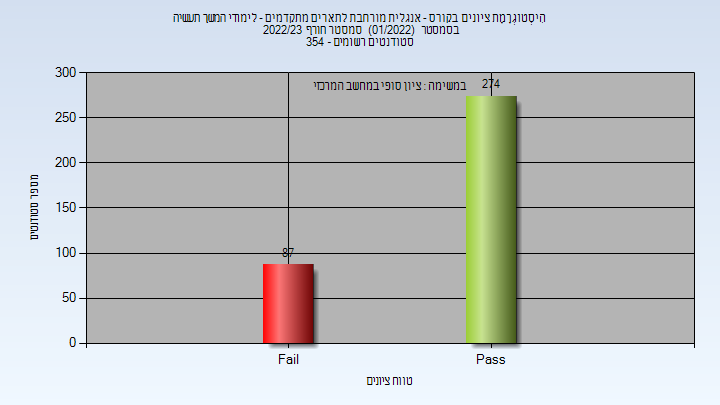 היסטוגרמת ציונים בקורס - אנגלית מורחבת לתארים מתקדמים - לימודי המשך תעשיה
בסמסטר (01/2022) סמסטר חורף 2022/23
סטודנטים רשומים - 354
במשימה : ציון סופי במחשב המרכזי
300
250
200
150
100
50
0
274
87
Fail
Pass
מספר סטודנטים
טווח ציונים